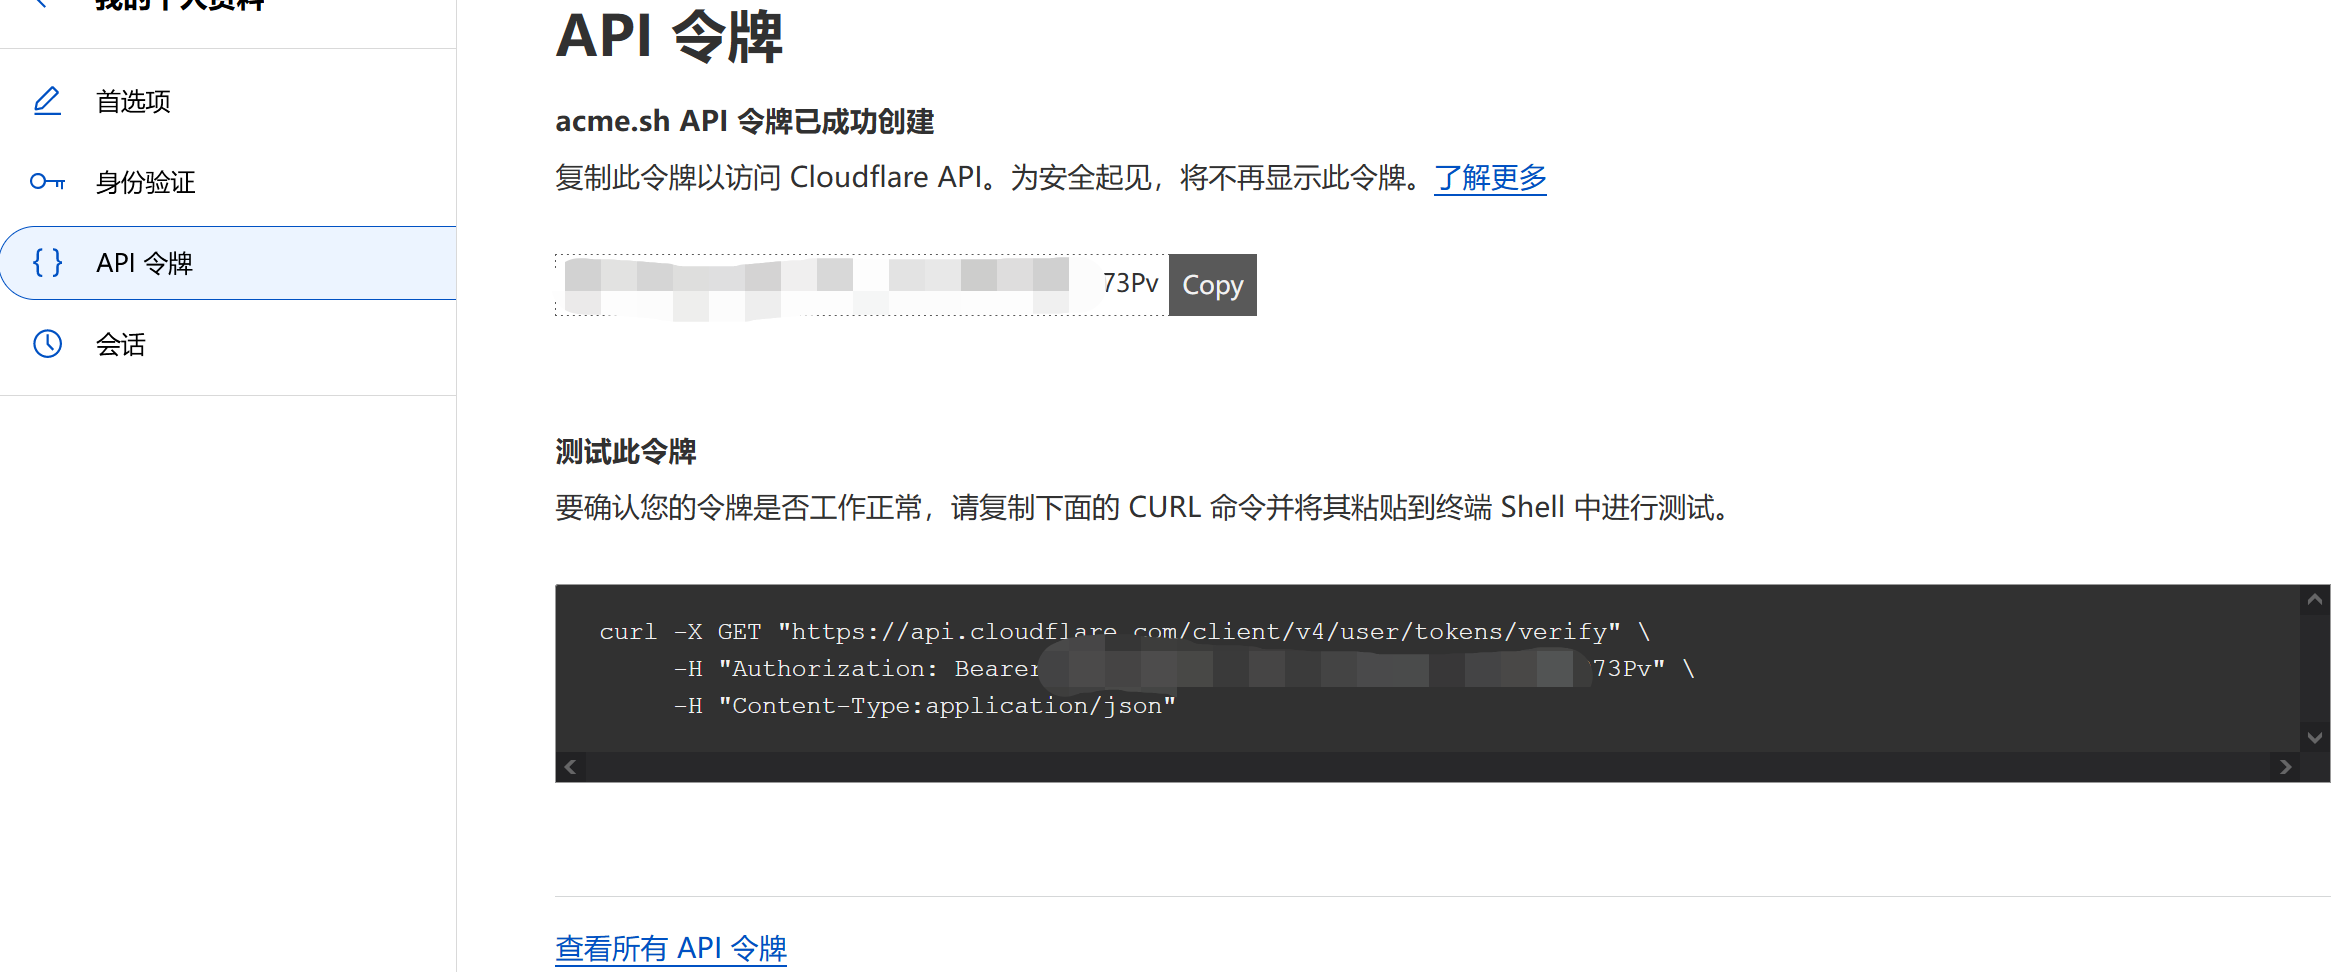 我的个人资料
首选项
身份验证
API 令牌
会话
API 令牌
acme.sh API 令牌已成功创建
复制此令牌以访问 Cloudflare API。为安全起见，将不再显示此令牌。了解更多
73Pv Copy
测试此令牌
要确认您的令牌是否工作正常，请复制下面的 CURL 命令并将其粘贴到终端 Shell 中进行测试。
curl -X GET "https://api.cloudflare.com/client/v4/user/tokens/verify" \
-H "Authorization: Bearer 73Pv" \
-H "Content-Type:application/json"
查看所有 API 令牌